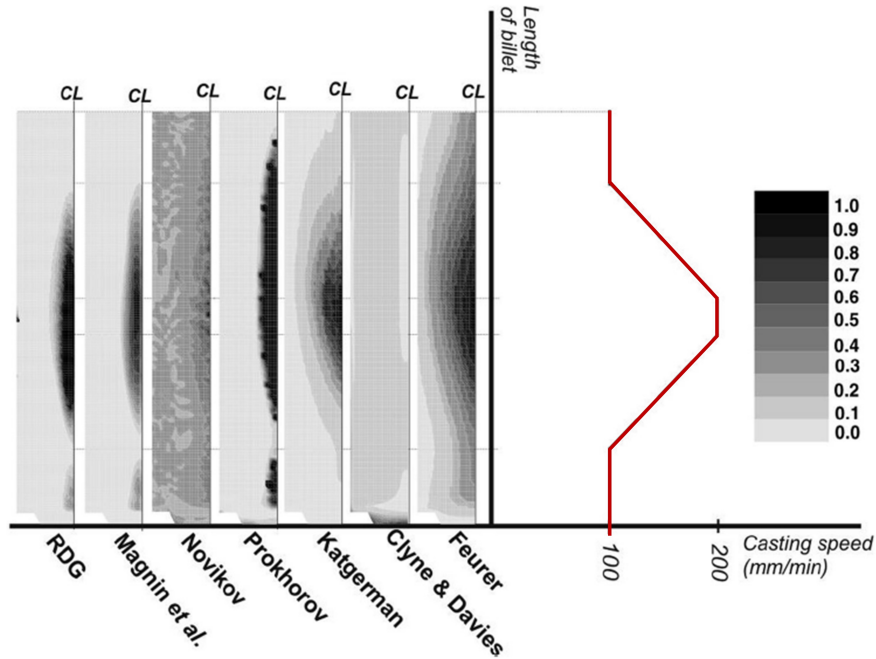 Length
of billet
CL
CL
CL
CL
CL
CL
CL
1.0
0.9
0.8
0.7
0.6
0.5
0.4
0.3
0.2
0.1
0.0
RDG
Magnin et al.
Novikov
Prokhorov
Katgerman
Clyne & Davies
Feurer
100
200
Casting speed
(mm/min)